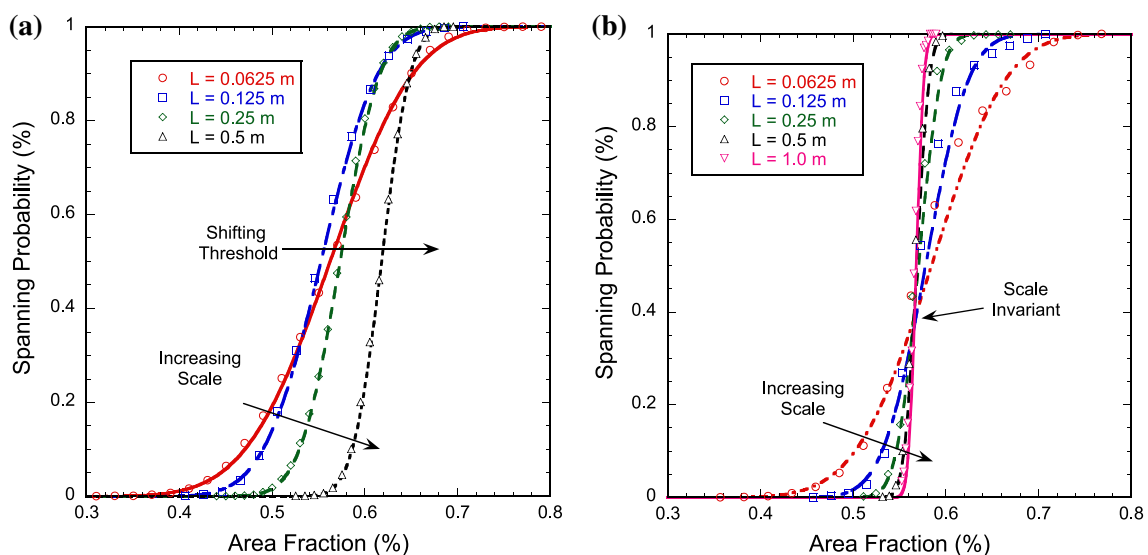 (a)
1
0.8
0.6
0.4
0.2
0
0.3
0.4
0.5
0.6
0.7
0.8
Spanning Probability (%)
Area Fraction (%)
L = 0.0625 m
L = 0.125 m
L = 0.25 m
L = 0.5 m
Shifting
Threshold
Increasing
Scale
(b)
1
0.8
0.6
0.4
0.2
0
0.3
0.4
0.5
0.6
0.7
0.8
Spanning Probability (%)
Area Fraction (%)
L = 0.0625 m
L = 0.125 m
L = 0.25 m
L = 0.5 m
L = 1.0 m
Scale
Invariant
Increasing
Scale